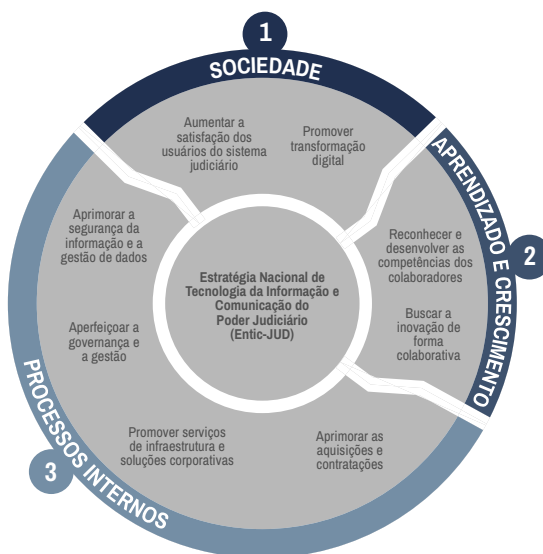 1
SOCIEDADE
Aumentar a
satisfação dos
usuários do sistema
judiciário
Promover
transformação
digital
2
APRENDIZADO E CRESCIMENTO
Reconhecer e
desenvolver as
competências dos
colaboradores
Buscar a
inovação de
forma
colaborativa
3
PROCESSOS INTERNOS
Aprimorar a
segurança da
informação e a
gestão de dados
Aperfeiçoar a
governança e
a gestão
Promover serviços
de infraestrutura e
soluções corporativas
Aprimorar as
aquisições e
contratações
Estratégia Nacional de
Tecnologia da Informação e
Comunicação do
Poder Judiciário
(Entic-JUD)